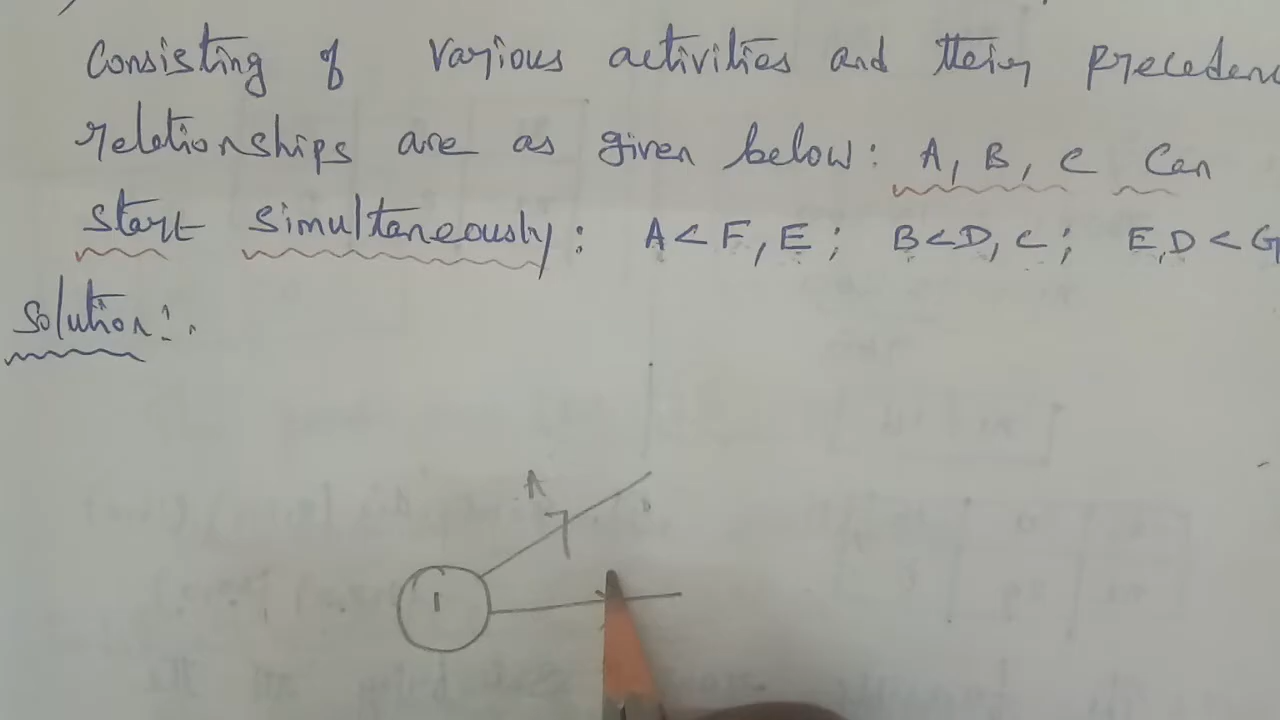 Consisting of various activities and their precedenc
relationships are as given below: A, B, C Can
start simultaneously: A < F, E; B < D, C; E, D < G
Solution:.
A
1